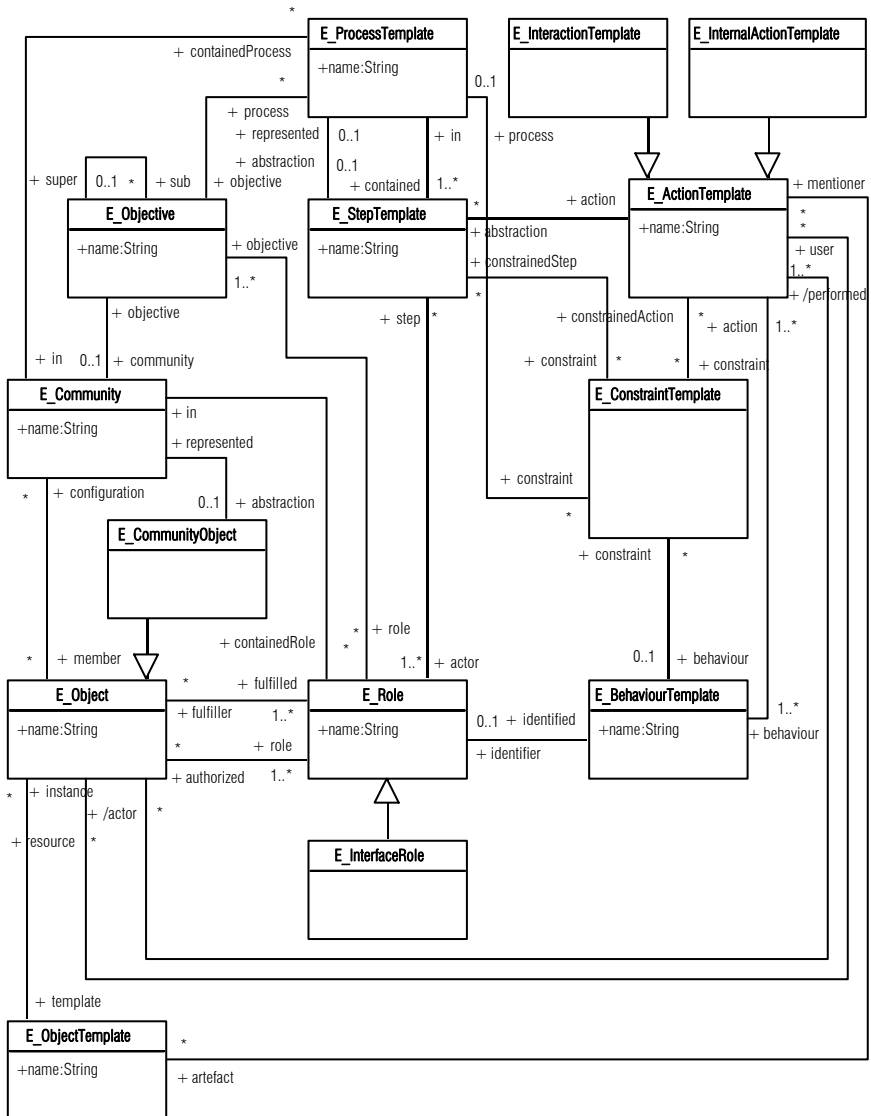 *
E_ProcessTemplate
E_InteractionTemplate
E_InternalActionTemplate
+ containedProcess
+name:String
*
0..1
+ process
+ represented
0..1
+ in
+ process
+ abstraction
0..1
+ super
0..1
*
+ sub
+ objective
+ contained
1..*
+ mentioner
E_Objective
E_StepTemplate
*
+ action
E_ActionTemplate
*
+name:String
+ objective
+name:String
+ abstraction
+name:String
*
+ user
1..*
+ constrainedStep
1..*
*
+ /performed
+ objective
+ step
*
+ constrainedAction
*
+ action
1..*
+ in
0..1
+ community
+ constraint
*
*
+ constraint
E_Community
E_ConstraintTemplate
+ in
+name:String
+ represented
+ constraint
*
+ configuration
0..1
+ abstraction
*
E_CommunityObject
+ constraint
*
+ containedRole
*
*
+ role
*
+ member
1..*
+ actor
0..1
+ behaviour
*
+ fulfilled
E_Object
E_Role
E_BehaviourTemplate
+ fulfiller
1..*
1..*
+name:String
+name:String
0..1
+ identified
+name:String
*
+ role
+ behaviour
+ identifier
+ authorized
1..*
*
+ instance
+ /actor
*
+ resource
*
E_InterfaceRole
+ template
E_ObjectTemplate
*
+name:String
+ artefact